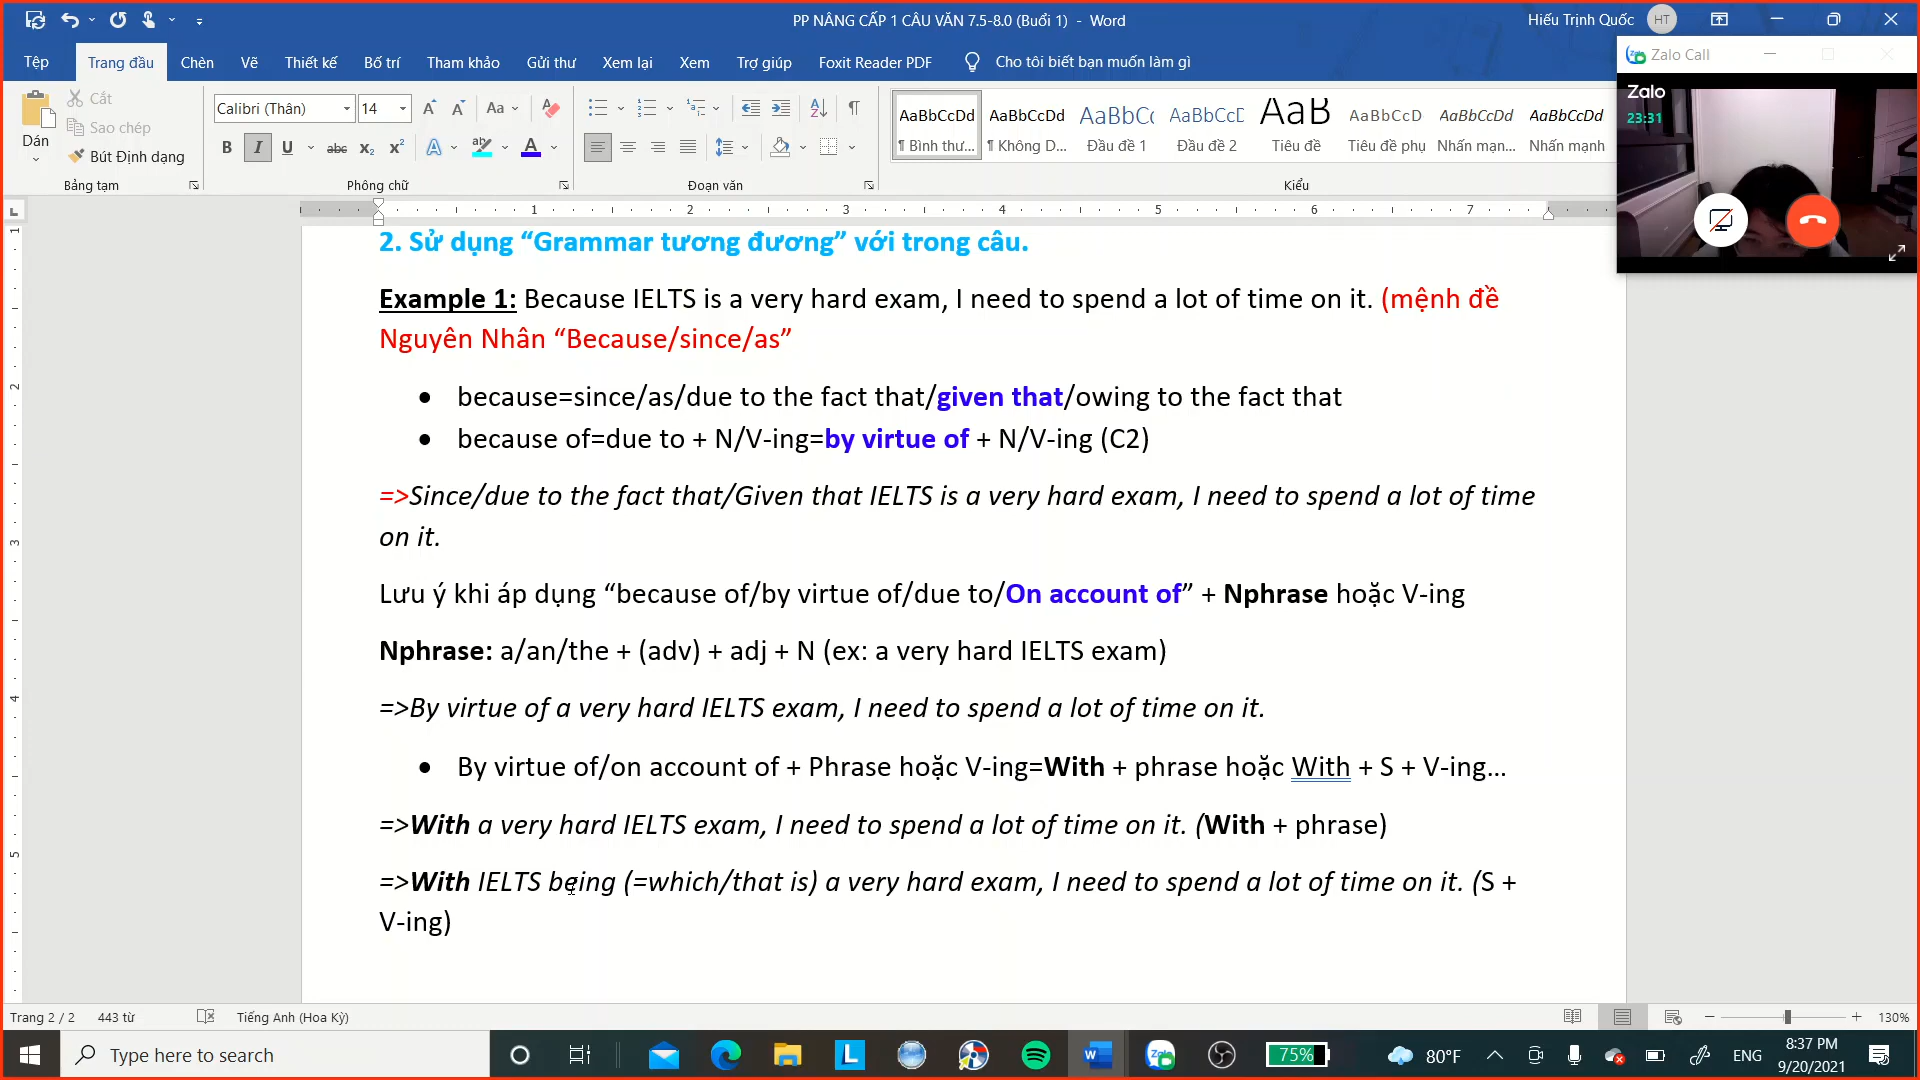 PP NÂNG CẤP 1 CÂU VĂN 7.5-8.0 (Buổi 1) - Word
Hiếu Trịnh Quốc HT
Tệp Trang đầu Chèn Vẽ Thiết kế Bố trí Tham khảo Gửi thư Xem lại Xem Trợ giúp Foxit Reader PDF Cho tôi biết bạn muốn làm gì
Zalo Call
Zalo
23:31
Dán
Cắt
Sao chép
Bút Định dạng
Bảng tạm
Calibri (Thân) 14
Phông chữ
Đoạn văn
AaBbCcDd AaBbCcDd AaBbCc AaBbCcD AaB AaBbCcD AaBbCcDd AaBbCcDd
¶ Bình thư... ¶ Không D... Đầu đề 1 Đầu đề 2 Tiêu đề Tiêu đề phụ Nhấn mạn... Nhấn mạnh
Kiểu
1 2 3 4 5 6 7
2. Sử dụng “Grammar tương đương” với trong câu.
Example 1: Because IELTS is a very hard exam, I need to spend a lot of time on it. (mệnh đề
Nguyên Nhân “Because/since/as”
• because=since/as/due to the fact that/given that/owing to the fact that
• because of=due to + N/V-ing=by virtue of + N/V-ing (C2)
=>Since/due to the fact that/Given that IELTS is a very hard exam, I need to spend a lot of time
on it.
Lưu ý khi áp dụng “because of/by virtue of/due to/On account of” + Nphrase hoặc V-ing
Nphrase: a/an/the + (adv) + adj + N (ex: a very hard IELTS exam)
=>By virtue of a very hard IELTS exam, I need to spend a lot of time on it.
• By virtue of/on account of + Phrase hoặc V-ing=With + phrase hoặc With + S + V-ing...
=>With a very hard IELTS exam, I need to spend a lot of time on it. (With + phrase)
=>With IELTS being (=which/that is) a very hard exam, I need to spend a lot of time on it. (S +
V-ing)
Trang 2 / 2 443 từ Tiếng Anh (Hoa Kỳ) 130%
Type here to search
75%
80°F
ENG
8:37 PM
9/20/2021